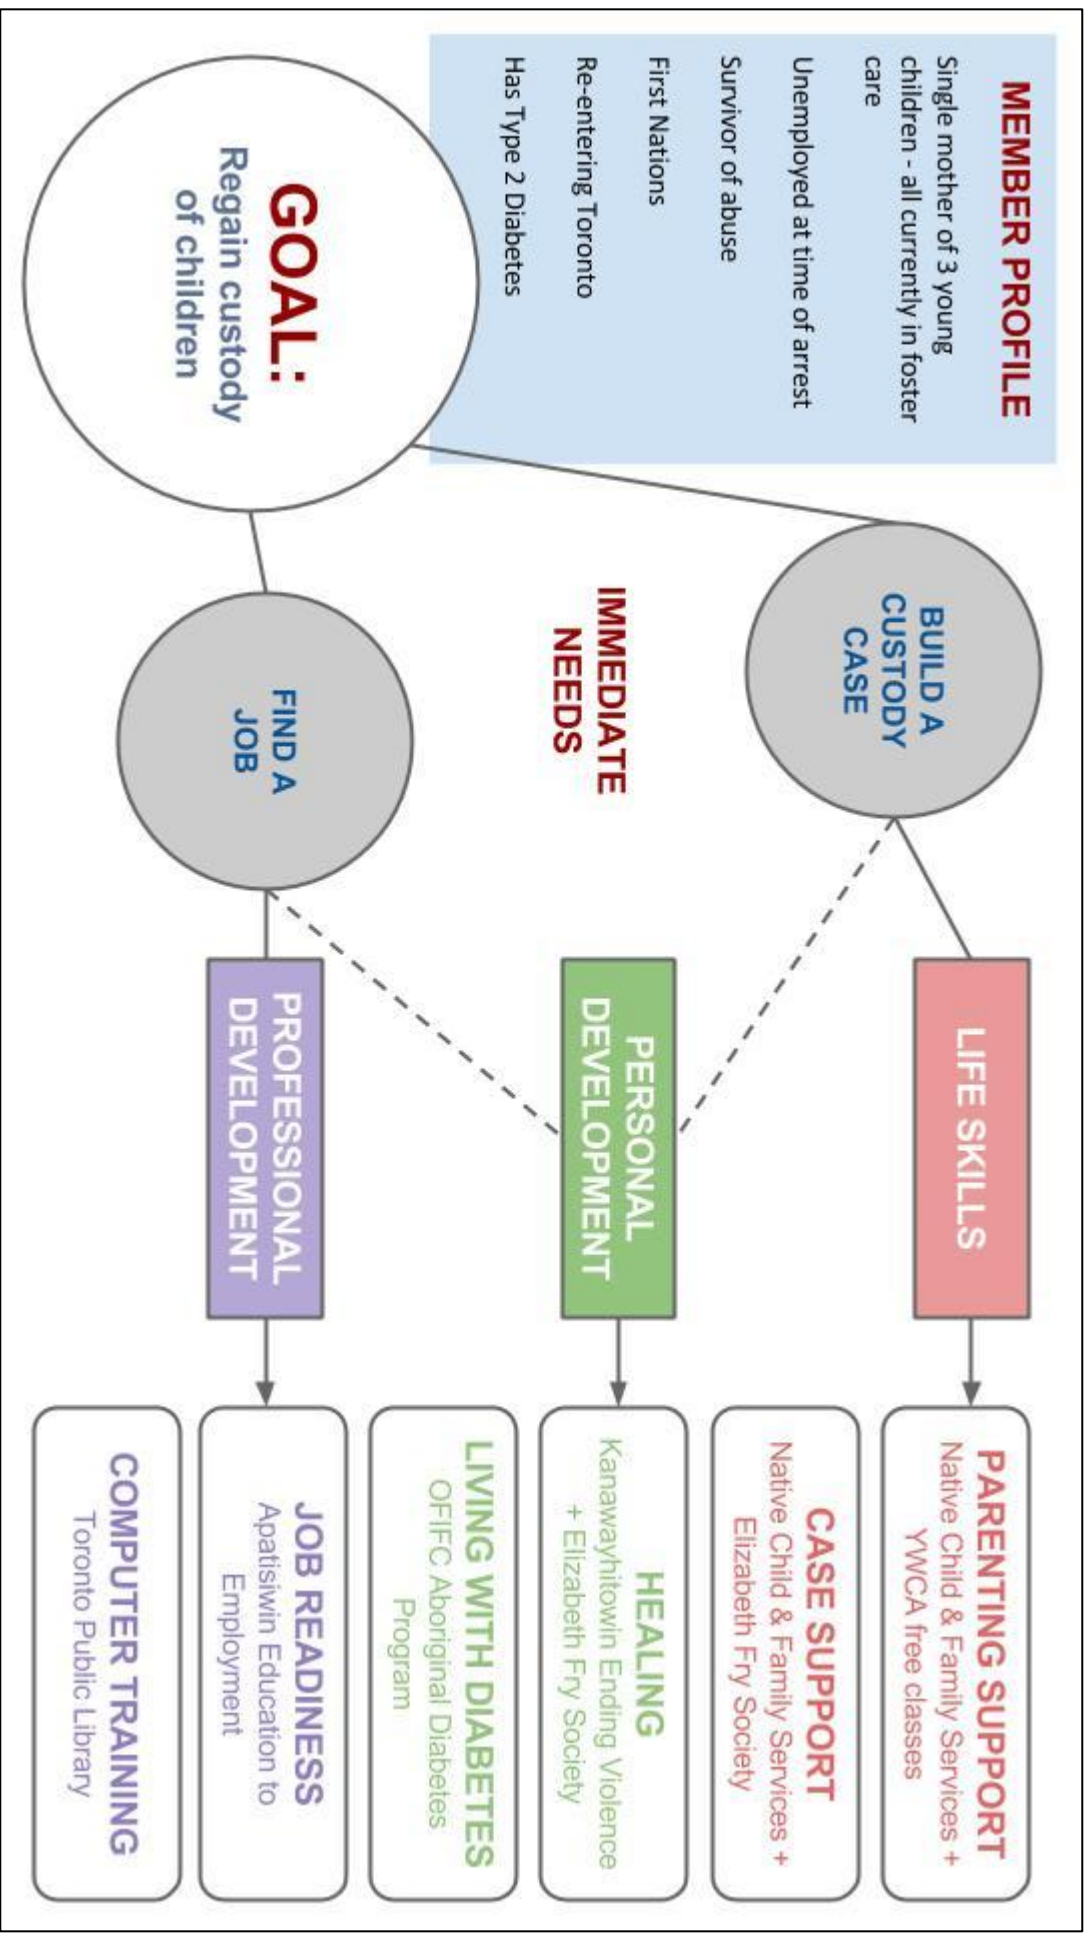 MEMBER PROFILE
Single mother of 3 young
children - all currently in foster
care
Unemployed at time of arrest
Survivor of abuse
First Nations
Re-entering Toronto
Has Type 2 Diabetes
GOAL:
Regain custody
of children
BUILD A
CUSTODY
CASE
IMMEDIATE
NEEDS
FIND A
JOB
LIFE SKILLS
PERSONAL
DEVELOPMENT
PROFESSIONAL
DEVELOPMENT
PARENTING SUPPORT
Native Child & Family Services +
YWCA free classes
CASE SUPPORT
Native Child & Family Services +
Elizabeth Fry Society
HEALING
Kanawayhitowin Ending Violence
+ Elizabeth Fry Society
LIVING WITH DIABETES
OFIFC Aboriginal Diabetes
Program
JOB READINESS
Apatisiwin Education to
Employment
COMPUTER TRAINING
Toronto Public Library